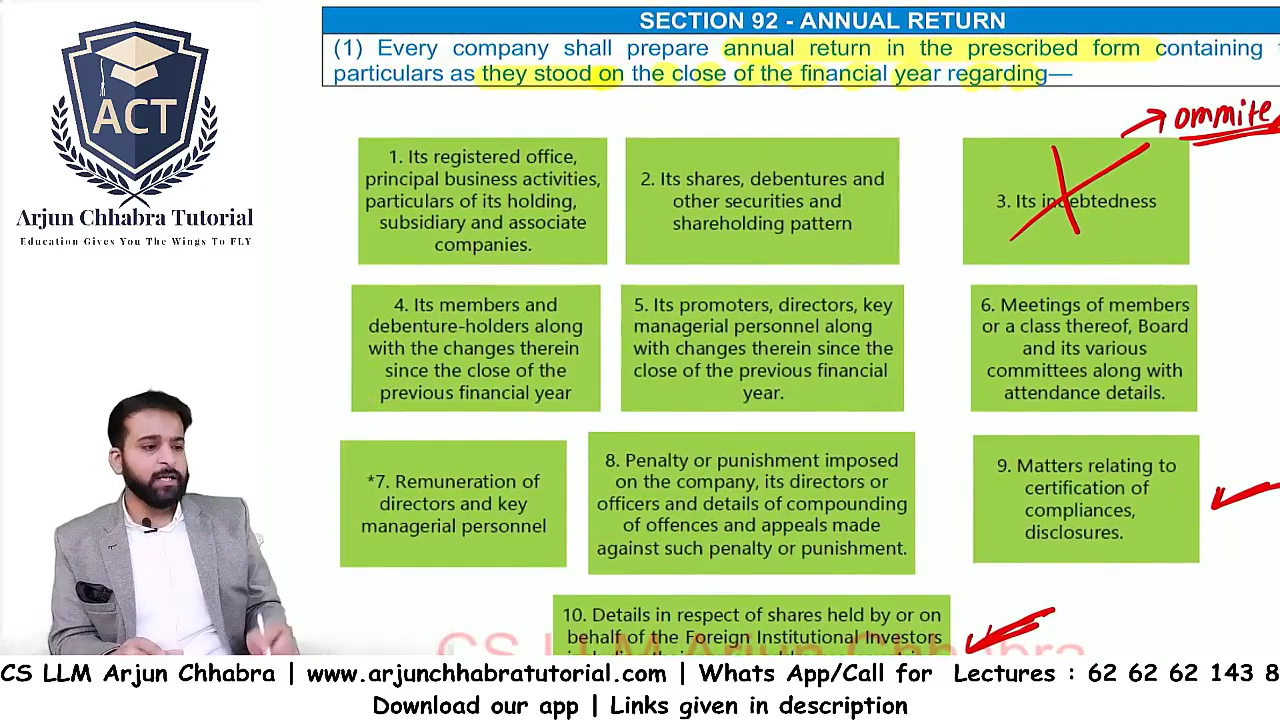 SECTION 92 - ANNUAL RETURN
(1) Every company shall prepare annual return in the prescribed form containing
particulars as they stood on the close of the financial year regarding—
ommite
ACT
Arjun Chhabra Tutorial
Education Gives You The Wings To FLY
1. Its registered office,
principal business activities,
particulars of its holding,
subsidiary and associate
companies.
2. Its shares, debentures and
other securities and
shareholding pattern
3. Its indebtedness
4. Its members and
debenture-holders along
with the changes therein
since the close of the
previous financial year
5. Its promoters, directors, key
managerial personnel along
with changes therein since the
close of the previous financial
year.
6. Meetings of members
or a class thereof, Board
and its various
committees along with
attendance details.
*7. Remuneration of
directors and key
managerial personnel
8. Penalty or punishment imposed
on the company, its directors or
officers and details of compounding
of offences and appeals made
against such penalty or punishment.
9. Matters relating to
certification of
compliances,
disclosures.
10. Details in respect of shares held by or on
behalf of the Foreign Institutional Investors
CS LLM Arjun Chhabra
CS LLM Arjun Chhabra | www.arjunchhabratutorial.com | Whats App/Call for Lectures : 62 62 62 143 8
Download our app | Links given in description